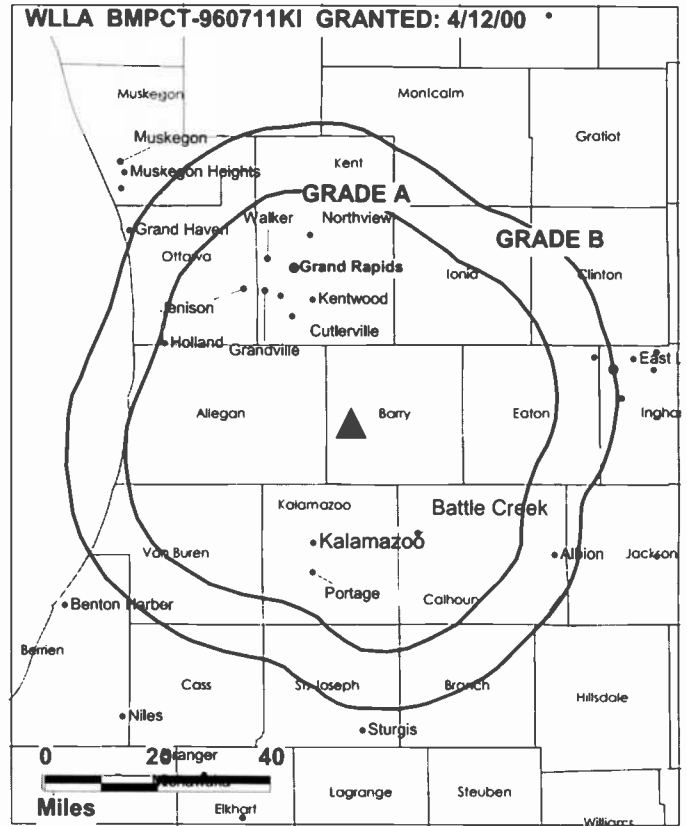 WLLA BMPCT-960711KI GRANTED: 4/12/00
Muskegon
Montcalm
Gratiot
Muskegon
Muskegon Heights
Kent
GRADE A
Walker
Northview
Grand Haven
GRADE B
Ottawa
Grand Rapids
Ionia
Clinton
Jenison
Kentwood
Cutlerville
Holland
Grandville
East L
Allegan
Barry
Eaton
Ingha
Kalamazoo
Battle Creek
Kalamazoo
Van Buren
Albion
Jackson
Portage
Calhoun
Benton Harbor
Berrien
Cass
St. Joseph
Branch
Hillsdale
Niles
Sturgis
0 20 40
Granger
Miles
Elkhart
Lagrange
Steuben
Williams